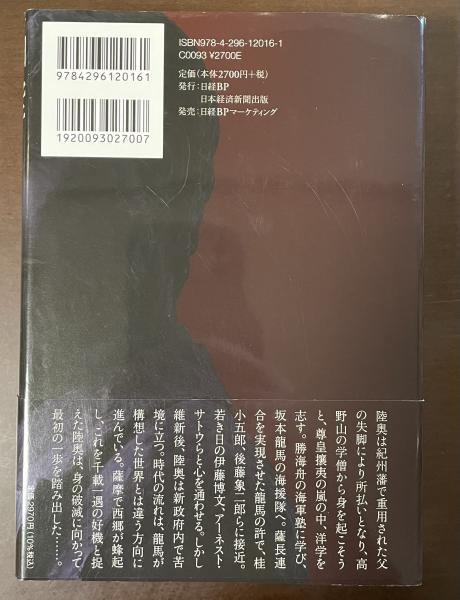 ISBN978-4-296-12016-1
C0093 ¥2700E
定価(本体2700円+税)
発行:日経BP
日本経済新聞出版
発売:日経BPマーケティング
9784296120161
1920093027007
陸奥は紀州藩で重用された父
の失脚により所払いとなり、高
野山の学僧から身を起こそう
と、尊皇攘夷の嵐の中、洋学を
志す。勝海舟の海軍塾に学び、
坂本龍馬の海援隊へ。薩長連
合を実現させた龍馬の許で、桂
小五郎、後藤象二郎らに接近。
若き日の伊藤博文、アーネスト・
サトウらと心を通わせる。しかし
維新後、陸奥は新政府内で苦
境に立つ。時代の流れは、龍馬が
構想した世界とは違う方向に
進んでいる。薩摩で西郷が蜂起
し、これを千載一遇の好機と捉
えた陸奥は、身の破滅に向かって
最初の一歩を踏み出した……。
定価2970円(10%税込)